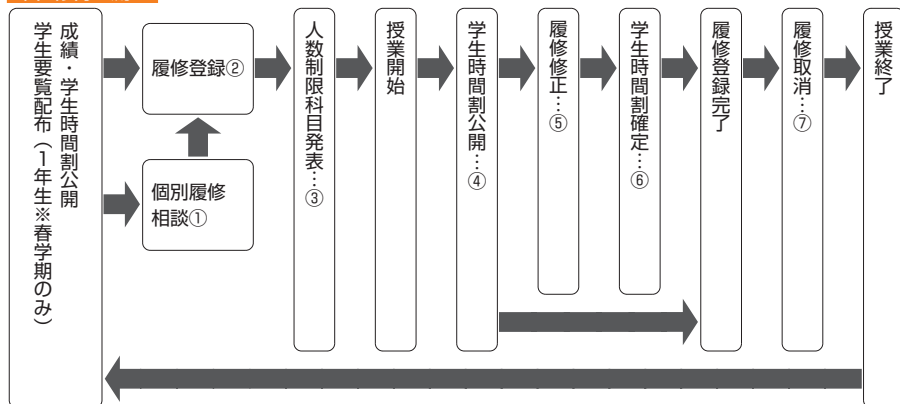 成績・学生時間割公開
学生要覧配布（1年生※春学期のみ）
履修登録②
個別履修
相談①
人数制限科目発表…③
授業開始
学生時間割公開…④
履修修正…⑤
学生時間割確定…⑥
履修登録完了
履修取消…⑦
授業終了